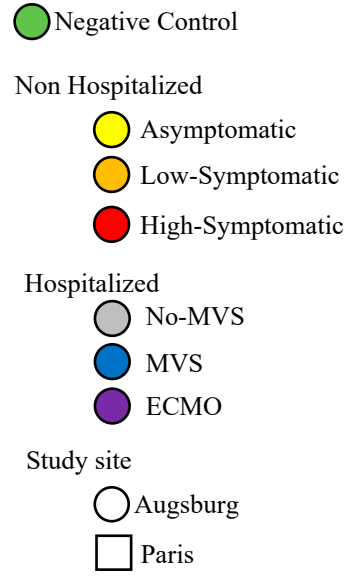 Negative Control
Non Hospitalized
Asymptomatic
Low-Symptomatic
High-Symptomatic
Hospitalized
No-MVS
MVS
ECMO
Study site
Augsburg
Paris